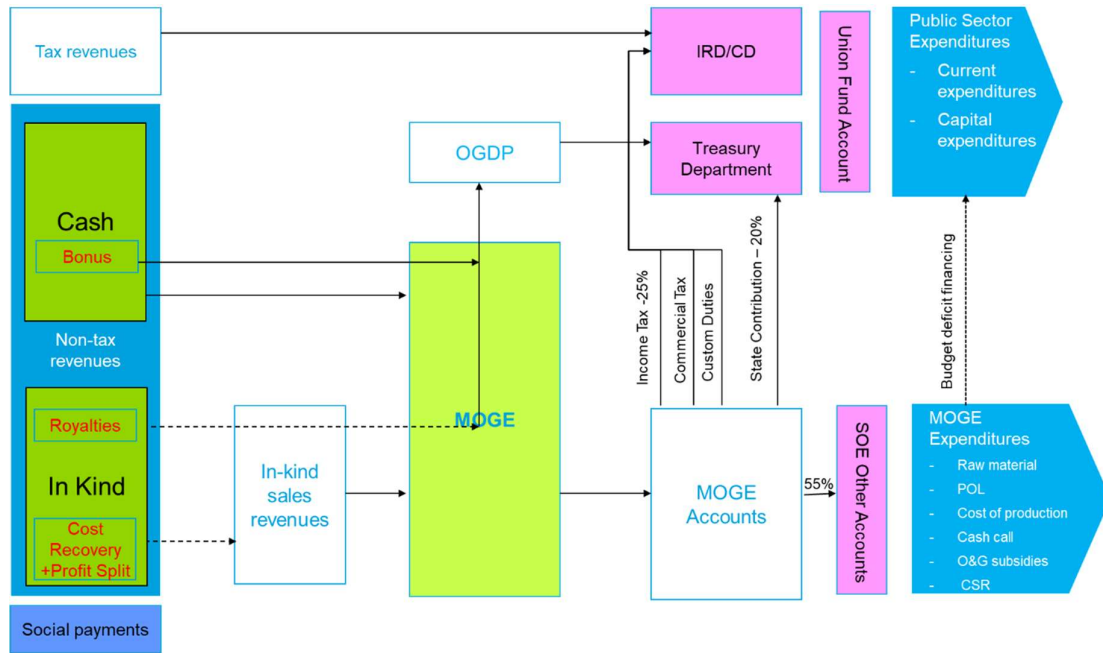 Tax revenues
Cash
Bonus
Non-tax
revenues
Royalties
In Kind
Cost
Recovery
+Profit Split
Social payments
In-kind
sales
revenues
OGDP
MOGE
IRD/CD
Treasury
Department
Income Tax -25%
Commercial Tax
Custom Duties
State Contribution – 20%
MOGE
Accounts
55%
Union Fund Account
SOE Other Accounts
Public Sector
Expenditures
- Current
expenditures
- Capital
expenditures
Budget deficit financing
MOGE
Expenditures
- Raw material
- POL
- Cost of production
- Cash call
- O&G subsidies
- CSR